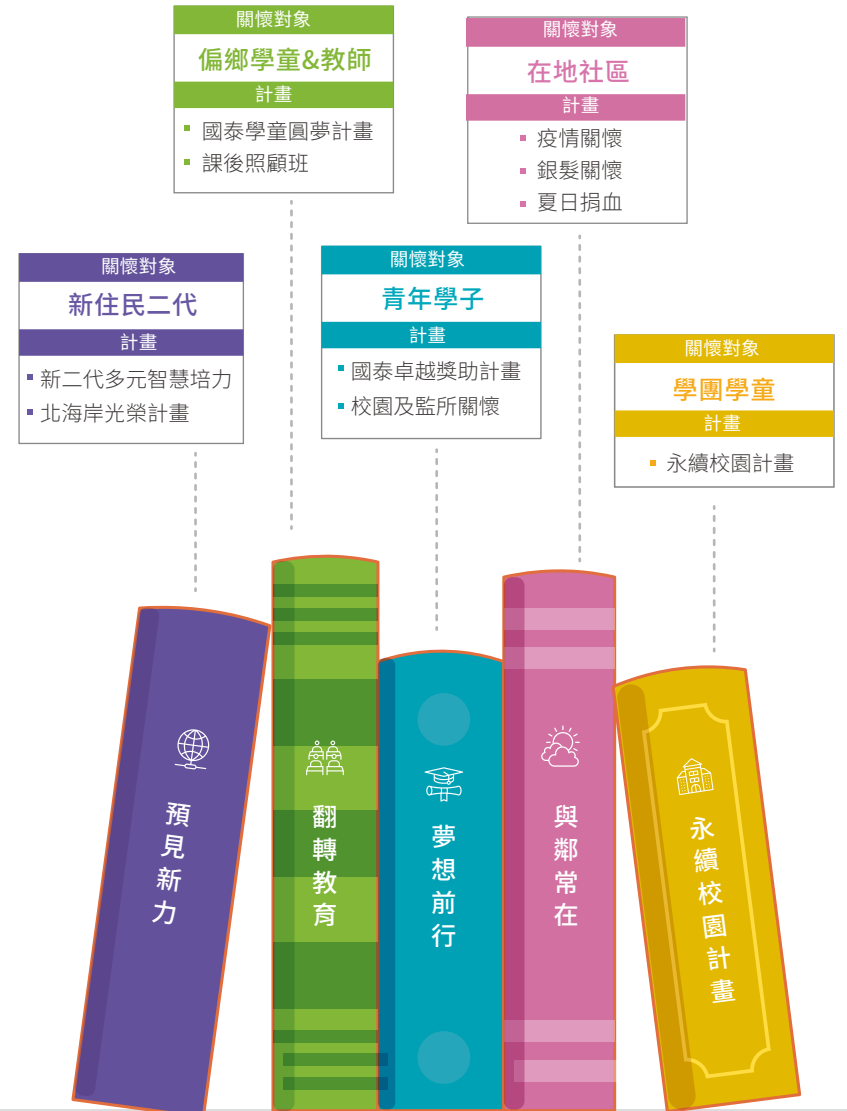 關懷對象
偏鄉學童&教師
計畫
國泰學童圓夢計畫
課後照顧班
關懷對象
在地社區
計畫
疫情關懷
銀髮關懷
夏日捐血
關懷對象
新住民二代
計畫
新二代多元智慧培力
北海岸光榮計畫
關懷對象
青年學子
計畫
國泰卓越獎助計畫
校園及監所關懷
關懷對象
學團學童
計畫
永續校園計畫
預見新力
翻轉教育
夢想前行
與鄰常在
永續校園計畫